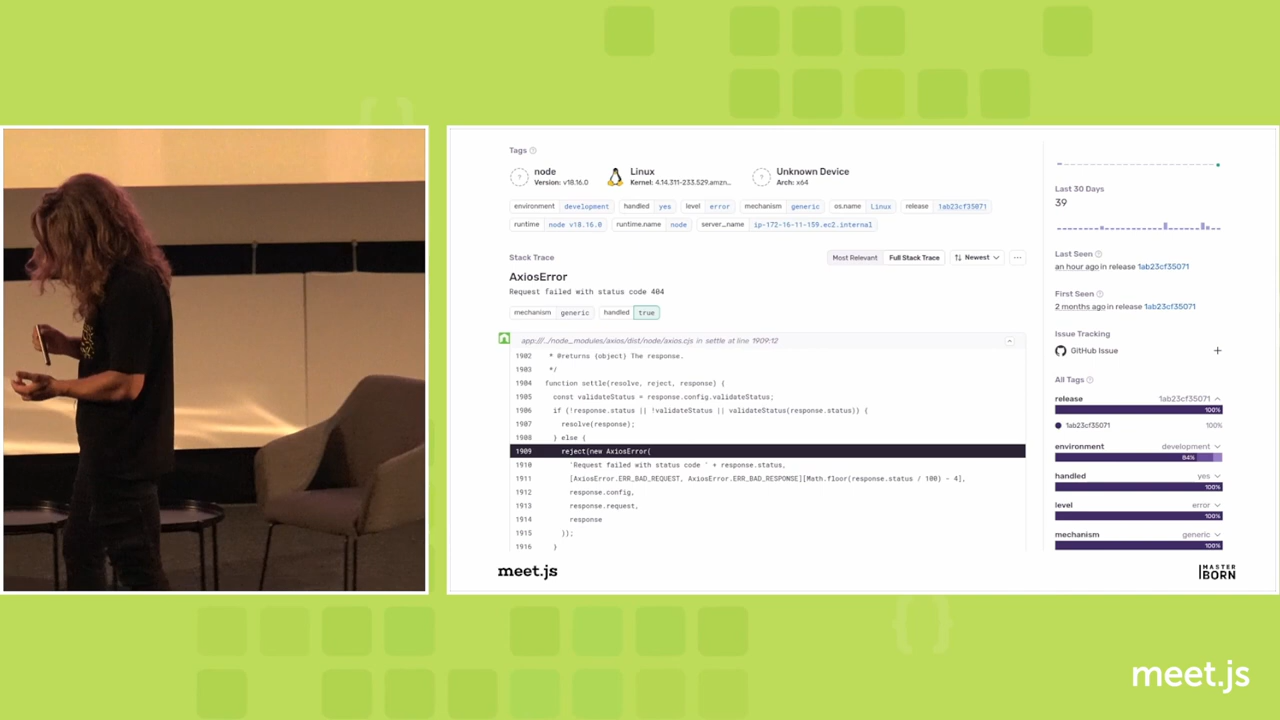 Tags
node
Version: v18.16.0
Linux
Kernel: 4.14.311-233.529.amzn...
Unknown Device
Arch: x64
environment development handled yes level error mechanism generic os.name Linux release 1ab23cf35071
runtime node v18.16.0 runtime.name node server_name ip-172-16-11-159.ec2.internal
Stack Trace
Most Relevant Full Stack Trace Newest ...
AxiosError
Request failed with status code 404
mechanism generic handled true
app:///../node_modules/axios/dist/node/axios.cjs in settle at line 1909:12
1902 * @returns {object} The response.
1903 */
1904 function settle(resolve, reject, response) {
1905 const validateStatus = response.config.validateStatus;
1906 if (!response.status || !validateStatus || validateStatus(response.status)) {
1907 resolve(response);
1908 } else {
1909 reject(new AxiosError(
1910 'Request failed with status code ' + response.status,
1911 [AxiosError.ERR_BAD_REQUEST, AxiosError.ERR_BAD_RESPONSE][Math.floor(response.status / 100) - 4],
1912 response.config,
1913 response.request,
1914 response
1915 ));
1916 }
Last 30 Days
39
Last Seen
an hour ago in release 1ab23cf35071
First Seen
2 months ago in release 1ab23cf35071
Issue Tracking
GitHub Issue +
All Tags
release 1ab23cf35071
100%
1ab23cf35071 100%
environment development
84%
handled yes
100%
level error
100%
mechanism generic
100%
meet.js
MASTER
BORN
meet.js